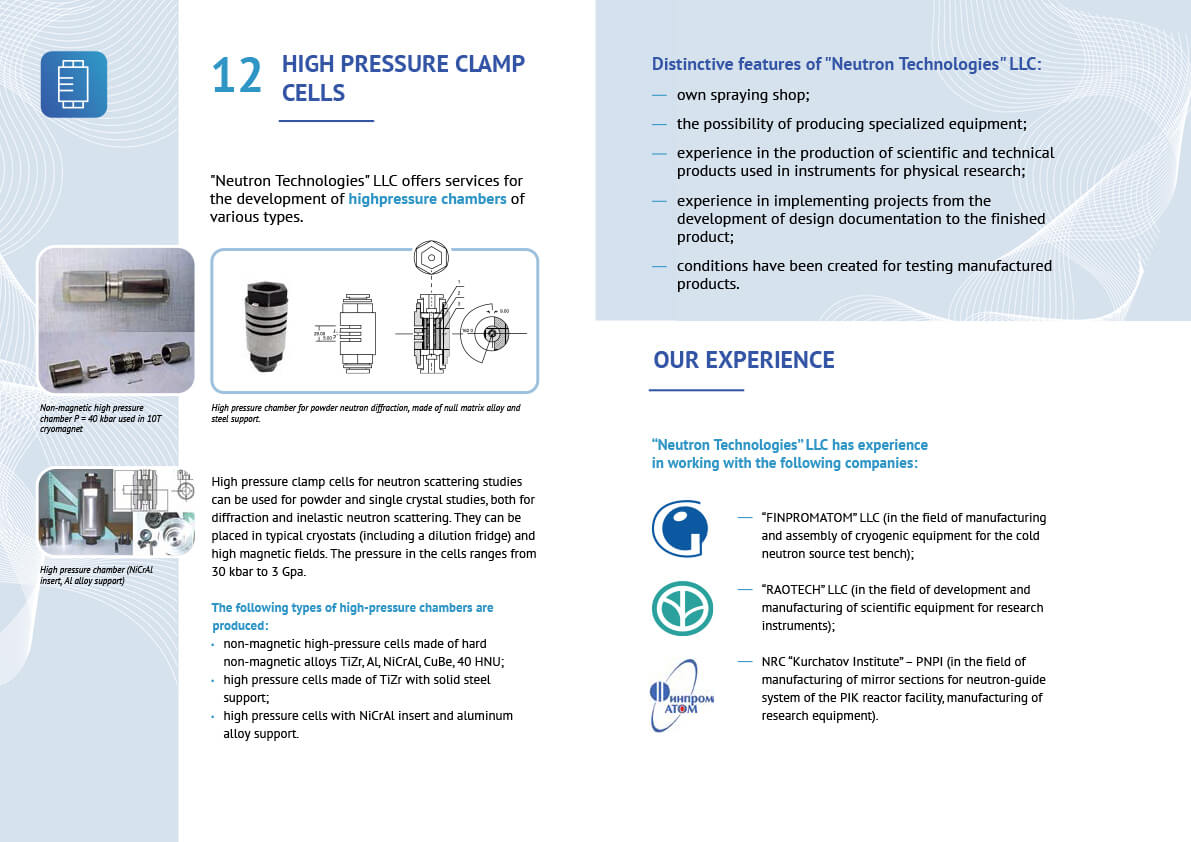 12
HIGH PRESSURE CLAMP
CELLS
"Neutron Technologies" LLC offers services for
the development of highpressure chambers of
various types.
1
2
3
29.00
5.00
162.0
9.00
Non-magnetic high pressure
chamber P = 40 kbar used in 10T
cryomagnet
High pressure chamber for powder neutron diffraction, made of null matrix alloy and
steel support.
High pressure chamber (NiCrAl
insert, Al alloy support)
High pressure clamp cells for neutron scattering studies
can be used for powder and single crystal studies, both for
diffraction and inelastic neutron scattering. They can be
placed in typical cryostats (including a dilution fridge) and
high magnetic fields. The pressure in the cells ranges from
30 kbar to 3 Gpa.
The following types of high-pressure chambers are
produced:
• non-magnetic high-pressure cells made of hard
non-magnetic alloys TiZr, Al, NiCrAl, CuBe, 40 HNU;
• high pressure cells made of TiZr with solid steel
support;
• high pressure cells with NiCrAl insert and aluminum
alloy support.
Distinctive features of "Neutron Technologies" LLC:
— own spraying shop;
— the possibility of producing specialized equipment;
— experience in the production of scientific and technical
products used in instruments for physical research;
— experience in implementing projects from the
development of design documentation to the finished
product;
— conditions have been created for testing manufactured
products.
OUR EXPERIENCE
“Neutron Technologies” LLC has experience
in working with the following companies:
— “FINPROMATOM” LLC (in the field of manufacturing
and assembly of cryogenic equipment for the cold
neutron source test bench);
— “RAOTECH” LLC (in the field of development and
manufacturing of scientific equipment for research
instruments);
— NRC “Kurchatov Institute” – PNPI (in the field of
manufacturing of mirror sections for neutron-guide
system of the PIK reactor facility, manufacturing of
research equipment).
ФИНПРОМ
АТОМ